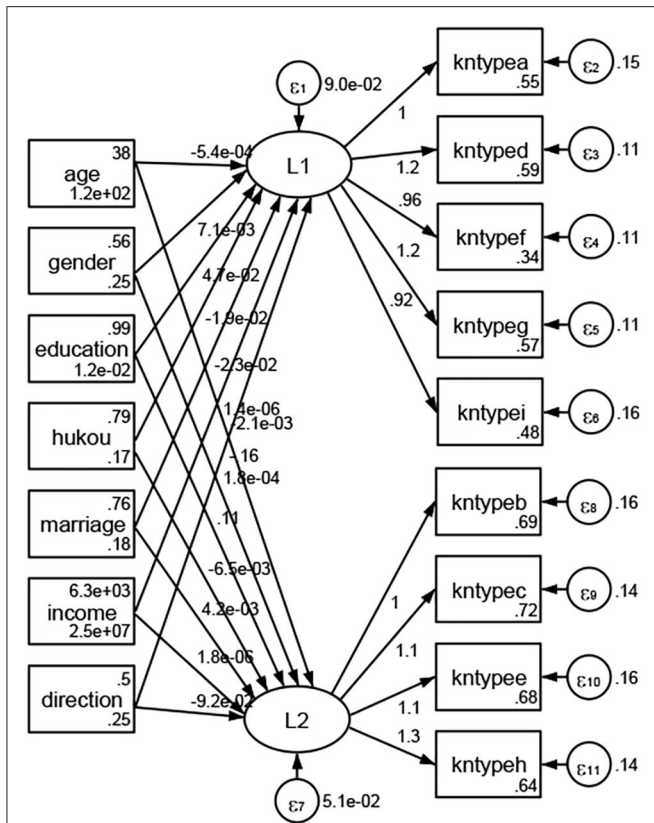 ε1 9.0e-02
L1
38
age
1.2e+02
.56
gender
.25
.99
education
1.2e-02
.79
hukou
.17
.76
marriage
.18
6.3e+03
income
2.5e+07
.5
direction
.25
-5.4e-04
7.1e-03
4.7e-02
-1.9e-02
-2.3e-02
1.4e-06
-2.1e-03
-.16
1.8e-04
.11
-6.5e-03
4.2e-03
1.8e-06
-9.2e-02
L2
ε7 5.1e-02
1
1.2
.96
1.2
.92
1
1.1
1.1
1.3
kntypea
.55
ε2 .15
kntyped
.59
ε3 .11
kntypef
.34
ε4 .11
kntypeg
.57
ε5 .11
kntypei
.48
ε6 .16
kntypeb
.69
ε8 .16
kntypec
.72
ε9 .14
kntypee
.68
ε10 .16
kntypeh
.64
ε11 .14